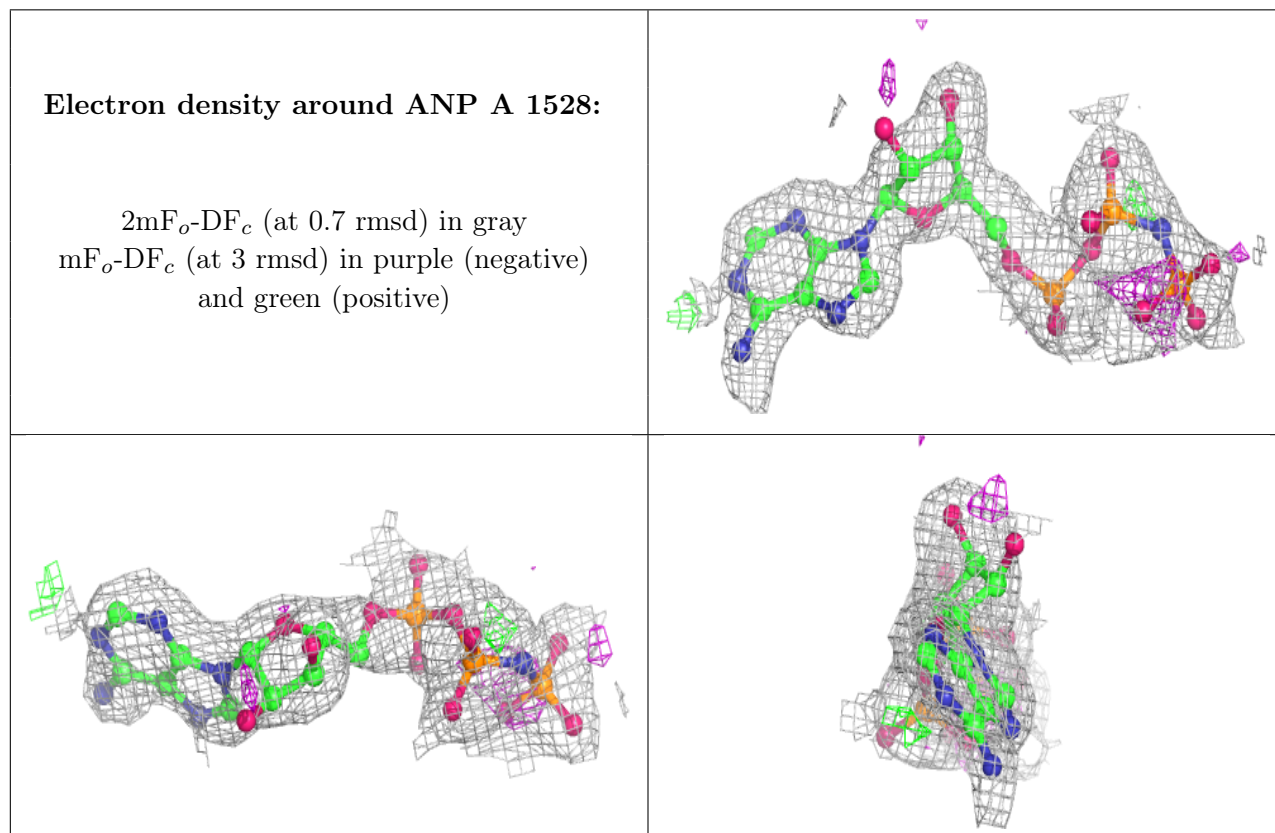 Electron density around ANP A 1528:
2mFo-DFc (at 0.7 rmsd) in gray
mFo-DFc (at 3 rmsd) in purple (negative)
and green (positive)